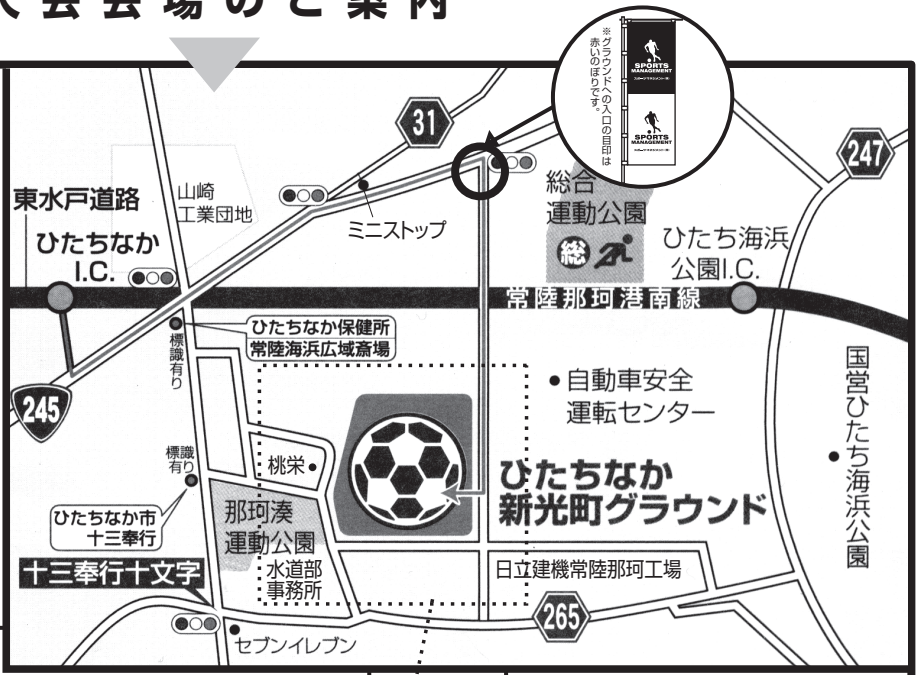 大会会場のご案内
※グラウンドへの入口の目印は
赤いのぼりです。
SPORTS
MANAGEMENT
SPORTS
MANAGEMENT
31
247
東水戸道路
山崎
工業団地
ひたちなか
I.C.
ミニストップ
総合
運動公園
総
ひたち海浜
公園I.C.
常陸那珂港南線
ひたちなか保健所
常陸海浜広域斎場
標識有り
245
自動車安全
運転センター
国営ひたち海浜公園
標識
有り
桃栄
ひたちなか
新光町グラウンド
ひたちなか市
十三奉行
那珂湊
運動公園
水道部
事務所
日立建機常陸那珂工場
十三奉行十文字
265
セブンイレブン